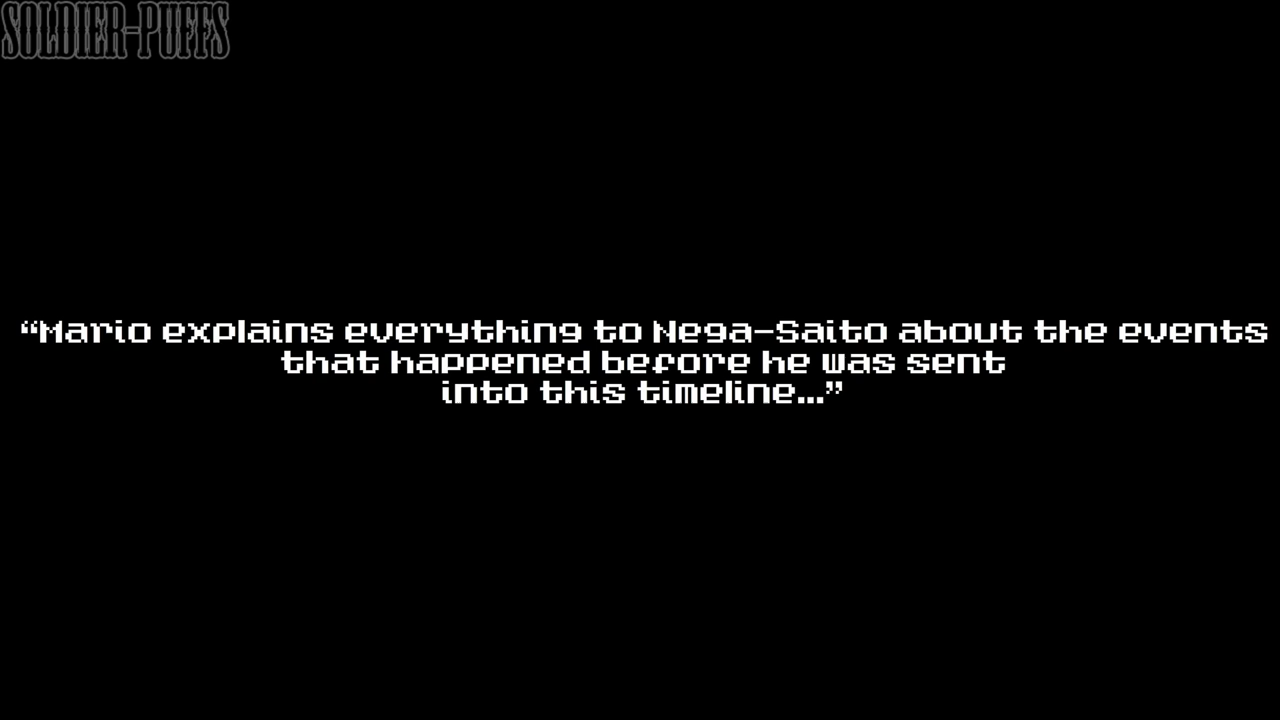 SOLDIER-PUFFS
“Mario explains everything to Nega-Saito about the events
that happened before he was sent
into this timeline...”